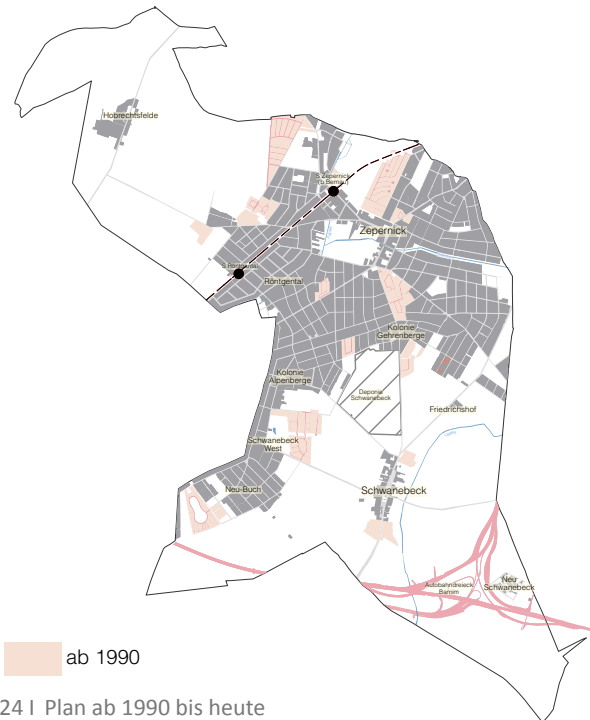 Hobrechtsfelde
S Zepernick
(b Bernau)
Zepernick
S Röntgental
Röntgental
Kolonie
Gehrenberge
Kolonie
Alpenberge
Deponie
Schwanebeck
Friedrichshof
Schwanebeck
West
Neu-Buch
Schwanebeck
Autobahndreieck
Barnim
Neu
Schwanebeck
ab 1990
24 I Plan ab 1990 bis heute